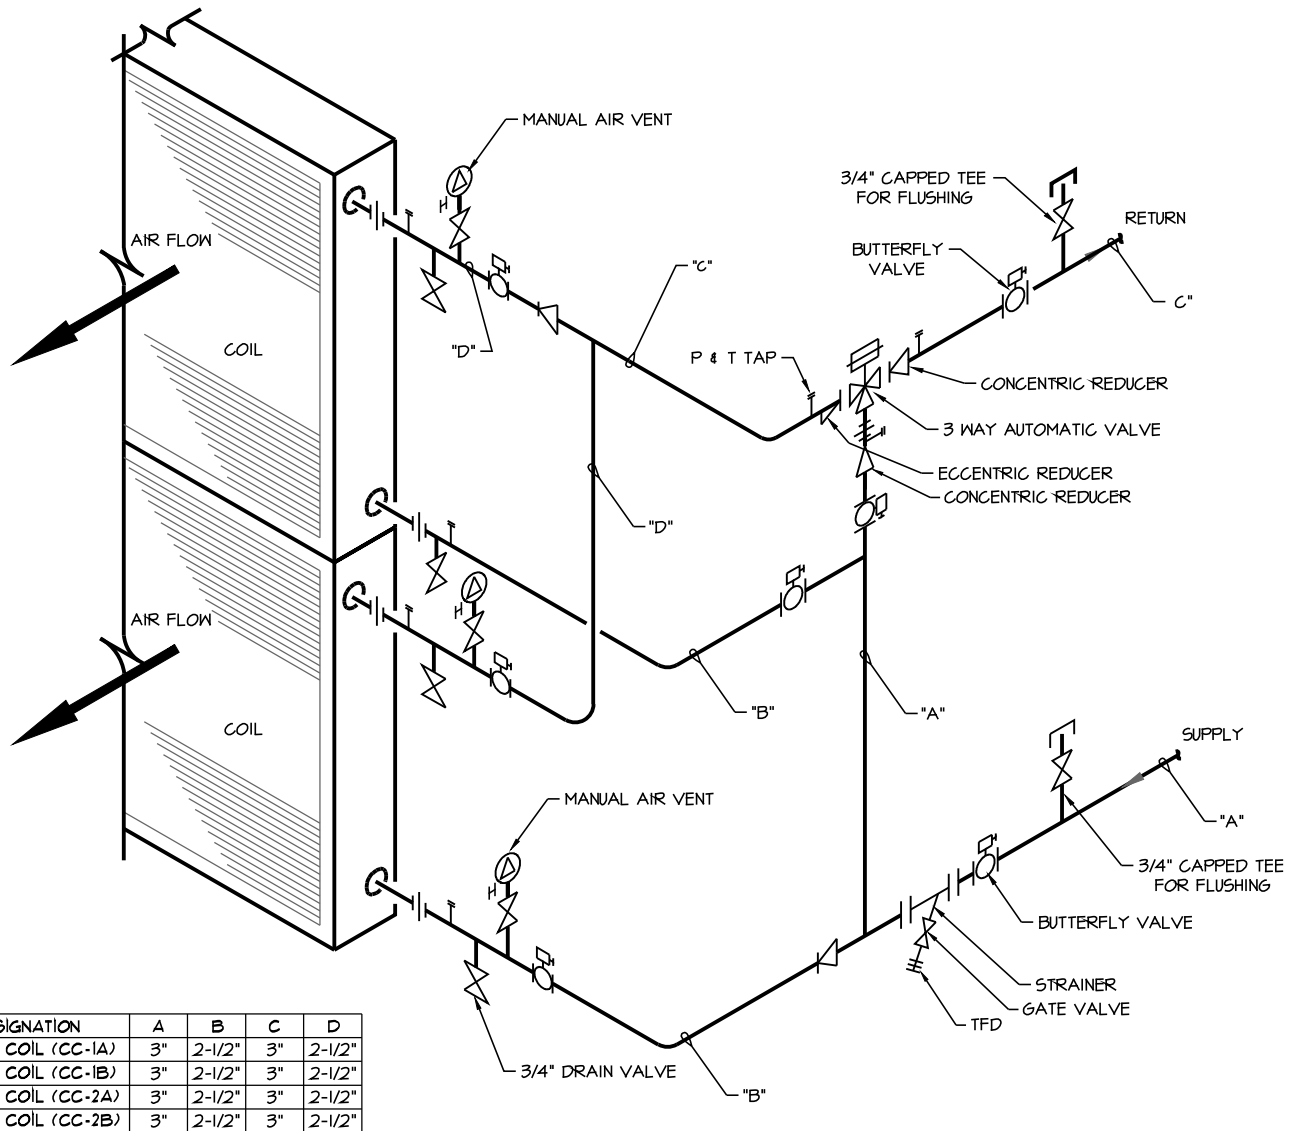 MANUAL AIR VENT
3/4" CAPPED TEE
FOR FLUSHING
RETURN
AIR FLOW
BUTTERFLY
VALVE
"C"
C"
COIL
"D"
P & T TAP
CONCENTRIC REDUCER
3 WAY AUTOMATIC VALVE
ECCENTRIC REDUCER
CONCENTRIC REDUCER
"D"
AIR FLOW
"B"
"A"
COIL
SUPPLY
MANUAL AIR VENT
"A"
3/4" CAPPED TEE
FOR FLUSHING
BUTTERFLY VALVE
STRAINER
GATE VALVE
TFD
3/4" DRAIN VALVE
"B"
SIGNATION A B C D
COIL (CC-1A) 3" 2-1/2" 3" 2-1/2"
COIL (CC-1B) 3" 2-1/2" 3" 2-1/2"
COIL (CC-2A) 3" 2-1/2" 3" 2-1/2"
COIL (CC-2B) 3" 2-1/2" 3" 2-1/2"